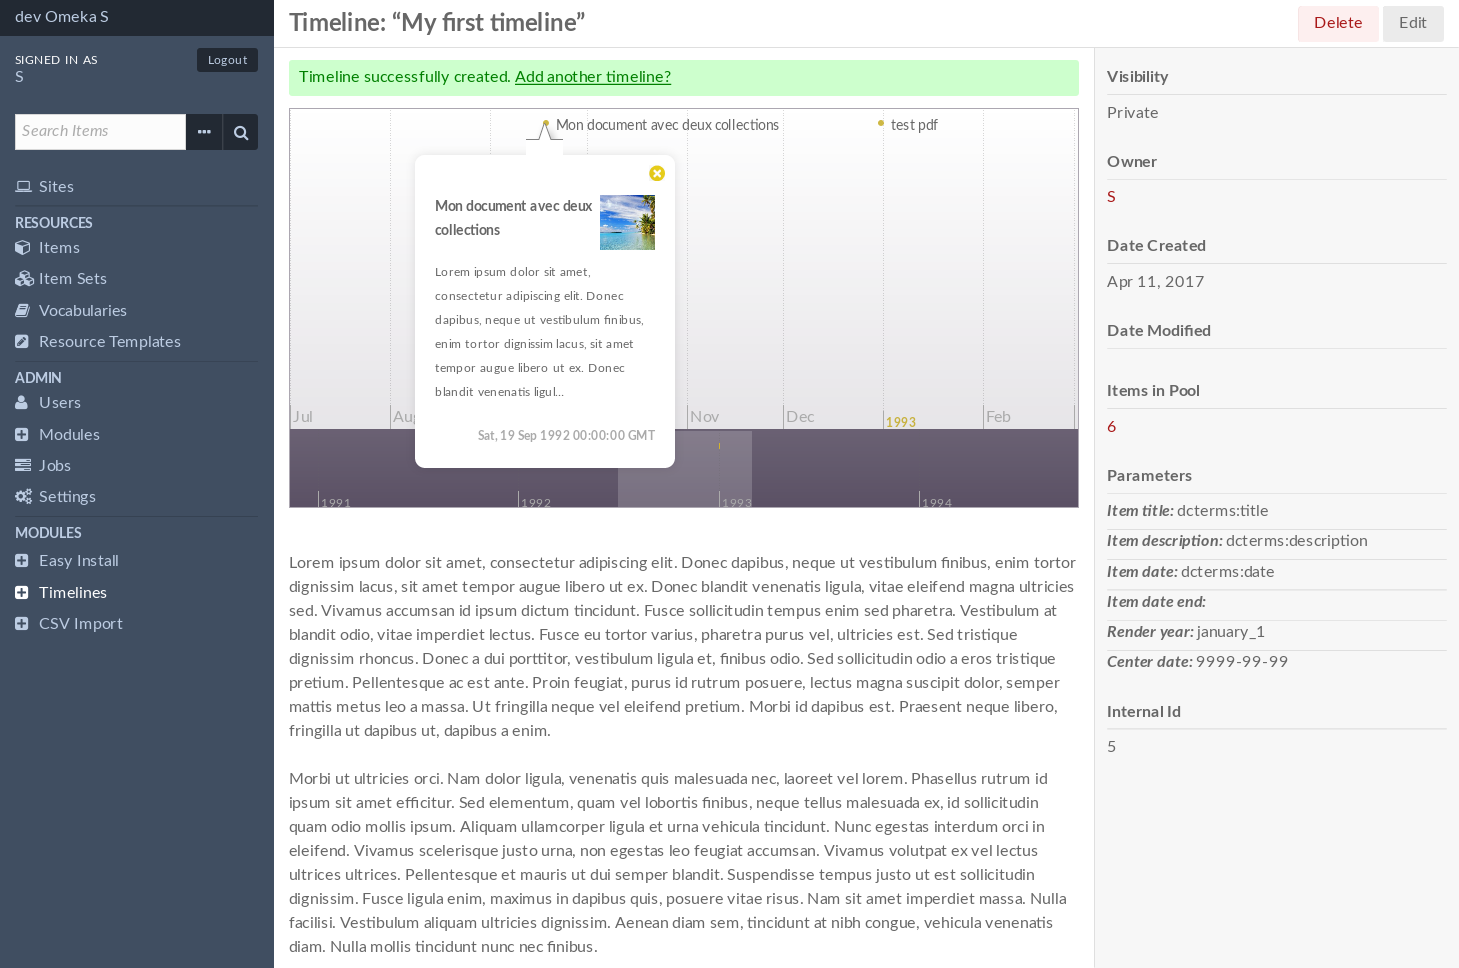 dev Omeka S
SIGNED IN AS
S
Logout
Search Items
Sites
RESOURCES
Items
Item Sets
Vocabularies
Resource Templates
ADMIN
Users
Modules
Jobs
Settings
MODULES
Easy Install
Timelines
CSV Import
Timeline: “My first timeline”
Delete
Edit
Timeline successfully created. Add another timeline?
Mon document avec deux collections
test pdf
Mon document avec deux
collections
Lorem ipsum dolor sit amet,
consectetur adipiscing elit. Donec
dapibus, neque ut vestibulum finibus,
enim tortor dignissim lacus, sit amet
tempor augue libero ut ex. Donec
blandit venenatis ligul...
Sat, 19 Sep 1992 00:00:00 GMT
Jul
Aug
Nov
Dec
1993
Feb
1991
1992
1993
1994
Lorem ipsum dolor sit amet, consectetur adipiscing elit. Donec dapibus, neque ut vestibulum finibus, enim tortor
dignissim lacus, sit amet tempor augue libero ut ex. Donec blandit venenatis ligula, vitae eleifend magna ultricies
sed. Vivamus accumsan id ipsum dictum tincidunt. Fusce sollicitudin tempus enim sed pharetra. Vestibulum at
blandit odio, vitae imperdiet lectus. Fusce eu tortor varius, pharetra purus vel, ultricies est. Sed tristique
dignissim rhoncus. Donec a dui porttitor, vestibulum ligula et, finibus odio. Sed sollicitudin odio a eros tristique
pretium. Pellentesque ac est ante. Proin feugiat, purus id rutrum posuere, lectus magna suscipit dolor, semper
mattis metus leo a massa. Ut fringilla neque vel eleifend pretium. Morbi id dapibus est. Praesent neque libero,
fringilla ut dapibus ut, dapibus a enim.
Morbi ut ultricies orci. Nam dolor ligula, venenatis quis malesuada nec, laoreet vel lorem. Phasellus rutrum id
ipsum sit amet efficitur. Sed elementum, quam vel lobortis finibus, neque tellus malesuada ex, id sollicitudin
quam odio mollis ipsum. Aliquam ullamcorper ligula et urna vehicula tincidunt. Nunc egestas interdum orci in
eleifend. Vivamus scelerisque justo urna, non egestas leo feugiat accumsan. Vivamus volutpat ex vel lectus
ultrices ultrices. Pellentesque et mauris ut dui semper blandit. Suspendisse tempus justo ut est sollicitudin
dignissim. Fusce ligula enim, maximus in dapibus quis, posuere vitae risus. Nam sit amet imperdiet massa. Nulla
facilisi. Vestibulum aliquam ultricies dignissim. Aenean diam sem, tincidunt at nibh congue, vehicula venenatis
diam. Nulla mollis tincidunt nunc nec finibus.
Visibility
Private
Owner
S
Date Created
Apr 11, 2017
Date Modified
Items in Pool
6
Parameters
Item title: dcterms:title
Item description: dcterms:description
Item date: dcterms:date
Item date end:
Render year: january_1
Center date: 9999-99-99
Internal Id
5